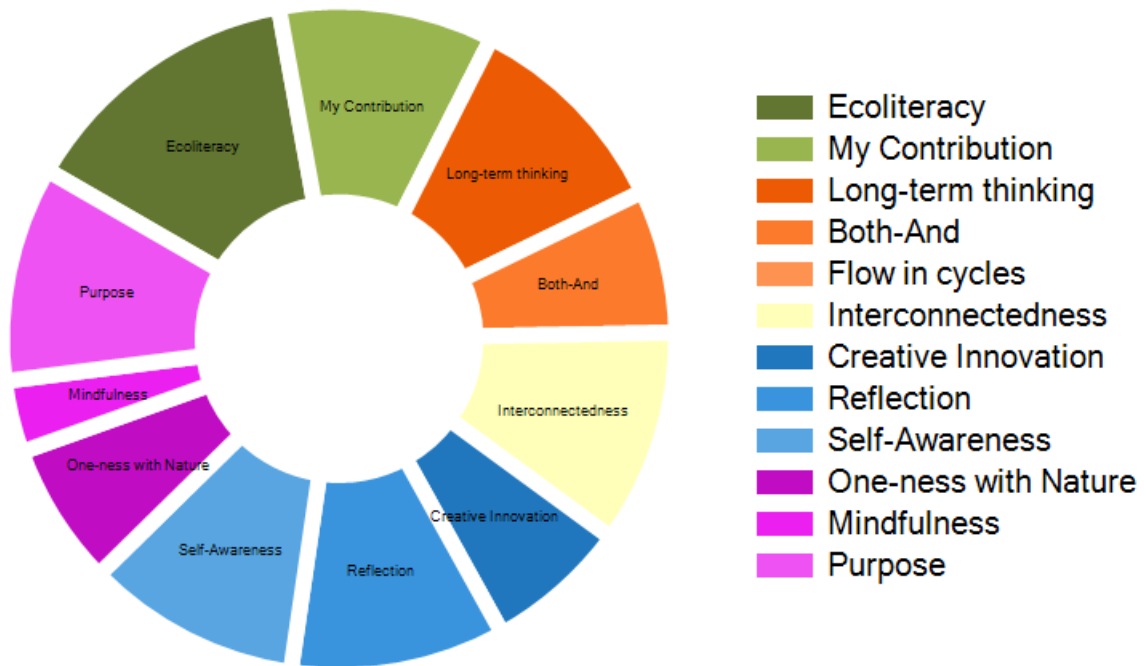 My Contribution
Ecoliteracy
Long-term thinking
Both-And
Purpose
Mindfulness
Interconnectedness
One-ness with Nature
Creative Innovation
Self-Awareness
Reflection
Ecoliteracy
My Contribution
Long-term thinking
Both-And
Flow in cycles
Interconnectedness
Creative Innovation
Reflection
Self-Awareness
One-ness with Nature
Mindfulness
Purpose